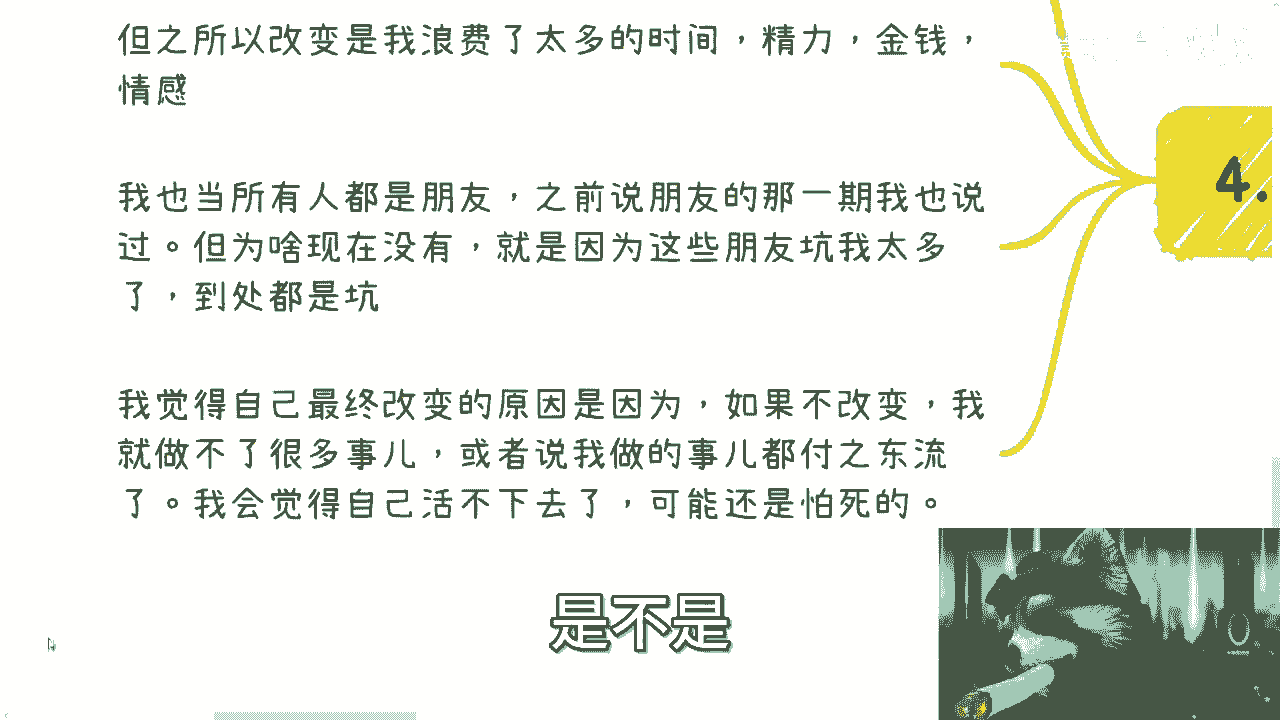 但之所以改变是我浪费了太多的时间，精力，金钱，
情感
我也当所有人都是朋友，之前说朋友的那一期我也说
过。但为啥现在没有，就是因为这些朋友坑我太多
了，到处都是坑
我觉得自己最终改变的原因是因为，如果不改变，我
就做不了很多事儿，或者说我做的事儿都付之东流
了。我会觉得自己活不下去了，可能还是怕死的。
4.
是不是